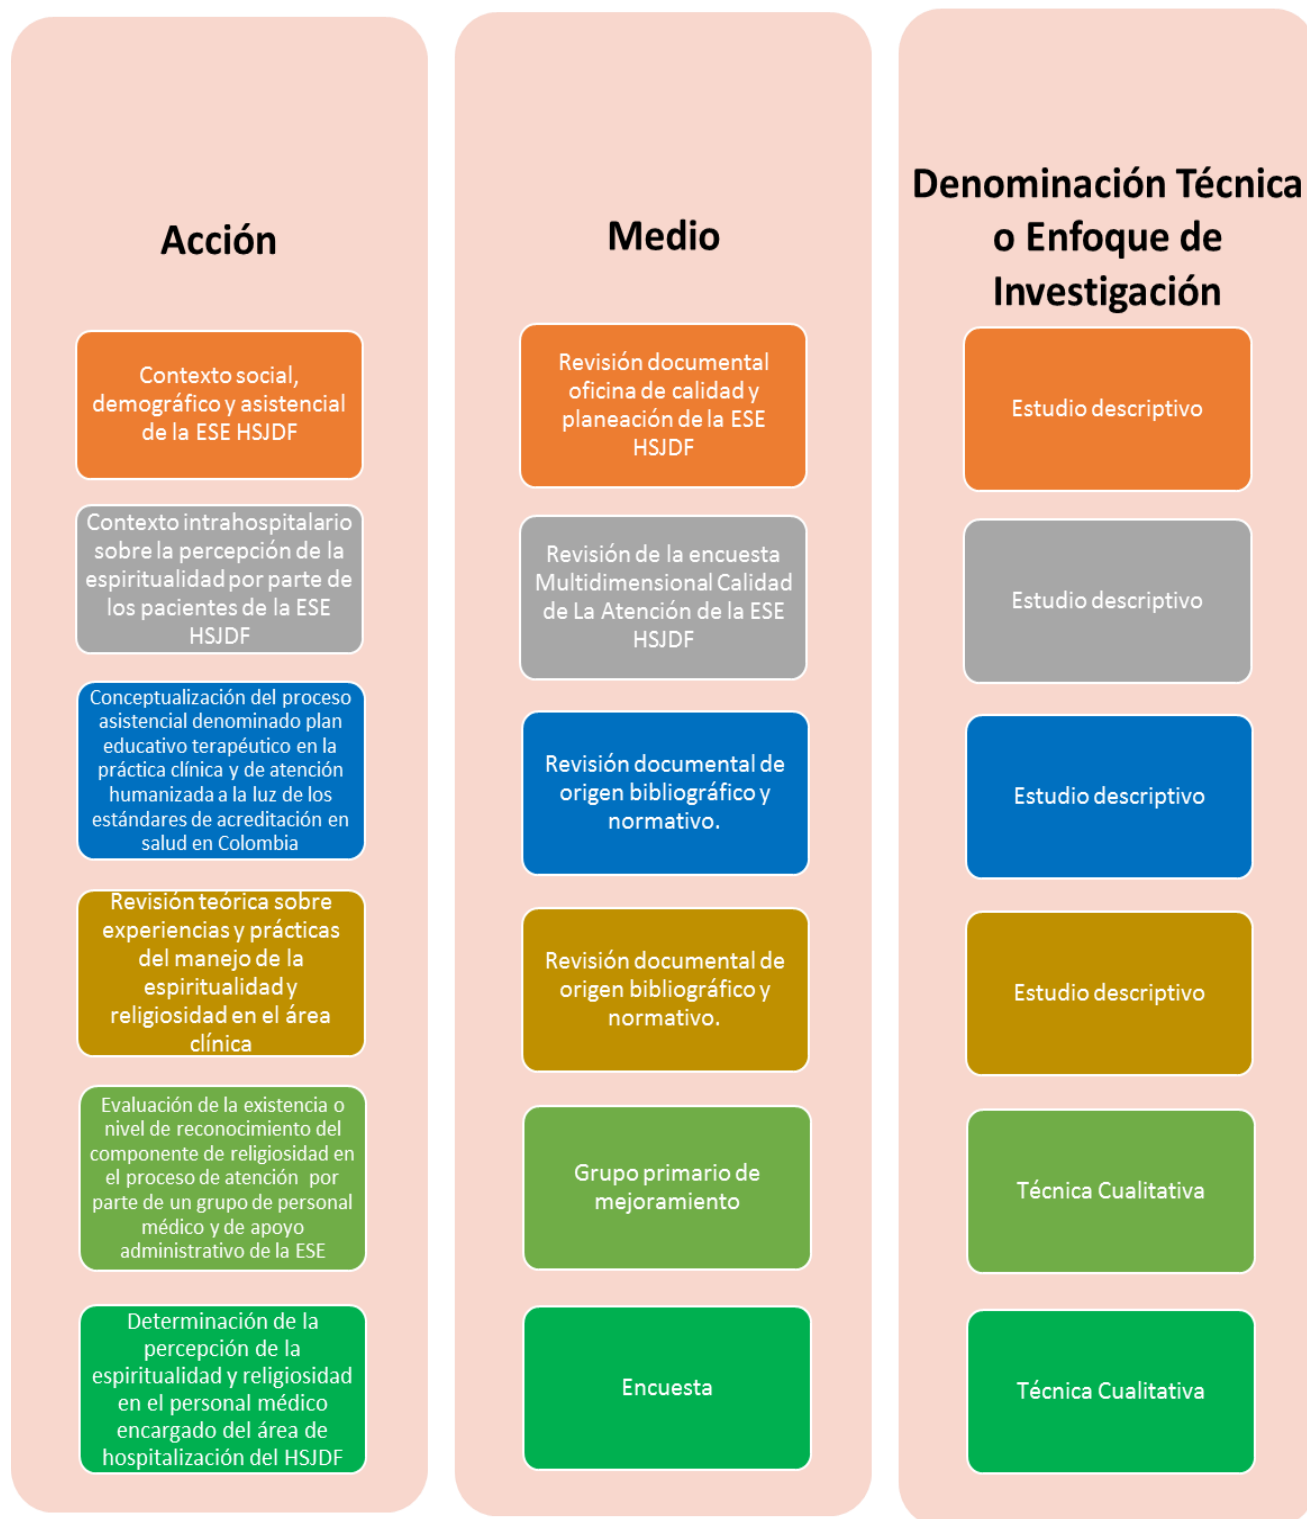 Acción
Contexto social,
demográfico y asistencial
de la ESE HSJDF
Contexto intrahospitalario
sobre la percepción de la
espiritualidad por parte de
los pacientes de la ESE
HSJDF
Conceptualización del proceso
asistencial denominado plan
educativo terapéutico en la
práctica clínica y de atención
humanizada a la luz de los
estándares de acreditación en
salud en Colombia
Revisión teórica sobre
experiencias y prácticas
del manejo de la
espiritualidad y
religiosidad en el área
clínica
Evaluación de la existencia o
nivel de reconocimiento del
componente de religiosidad en
el proceso de atención por
parte de un grupo de personal
médico y de apoyo
administrativo de la ESE
Determinación de la
percepción de la
espiritualidad y religiosidad
en el personal médico
encargado del área de
hospitalización del HSJDF
Medio
Revisión documental
oficina de calidad y
planeación de la ESE
HSJDF
Revisión de la encuesta
Multidimensional Calidad
de La Atención de la ESE
HSJDF
Revisión documental de
origen bibliográfico y
normativo.
Revisión documental de
origen bibliográfico y
normativo.
Grupo primario de
mejoramiento
Encuesta
Denominación Técnica
o Enfoque de
Investigación
Estudio descriptivo
Estudio descriptivo
Estudio descriptivo
Estudio descriptivo
Técnica Cualitativa
Técnica Cualitativa